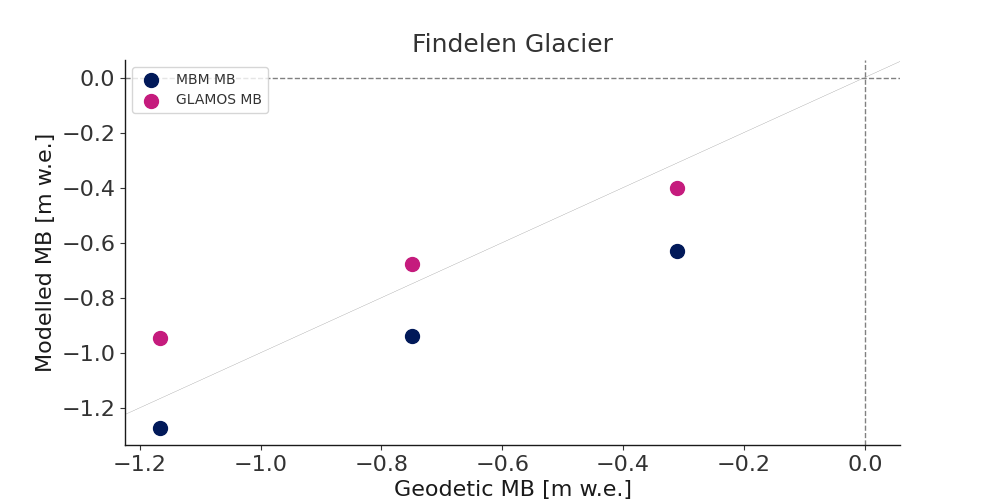 Findelen Glacier
MBM MB
GLAMOS MB
Modelled MB [m w.e.]
0.0
−0.2
−0.4
−0.6
−0.8
−1.0
−1.2
−1.2 −1.0 −0.8 −0.6 −0.4 −0.2 0.0
Geodetic MB [m w.e.]